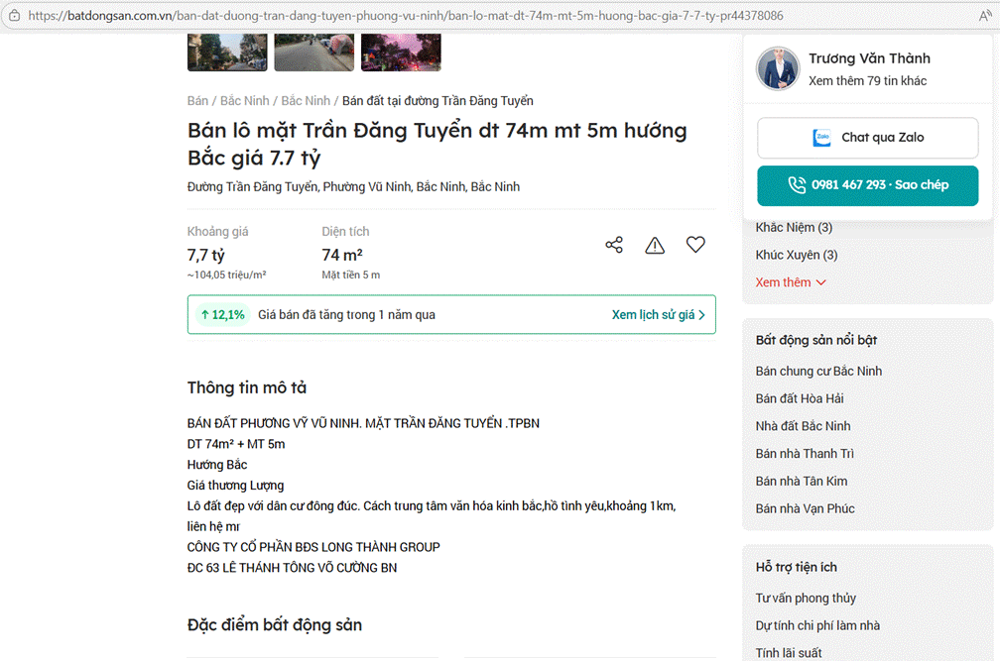 https://batdongsan.com.vn/ban-dat-duong-tran-dang-tuyen-phuong-vu-ninh/ban-lo-mat-dt-74m-mt-5m-huong-bac-gia-7-7-ty-pr44378086
Bán / Bắc Ninh / Bắc Ninh / Bán đất tại đường Trần Đăng Tuyển
Bán lô mặt Trần Đăng Tuyển dt 74m mt 5m hướng
Bắc giá 7.7 tỷ
Đường Trần Đăng Tuyển, Phường Vũ Ninh, Bắc Ninh, Bắc Ninh
Khoảng giá
7,7 tỷ
~104,05 triệu/m²
Diện tích
74 m²
Mặt tiền 5 m
12,1%
Giá bán đã tăng trong 1 năm qua
Xem lịch sử giá
Thông tin mô tả
BÁN ĐẤT PHƯƠNG VỸ VŨ NINH. MẶT TRẦN ĐĂNG TUYỂN .TPBN
DT 74m² + MT 5m
Hướng Bắc
Giá thương Lượng
Lô đất đẹp với dân cư đông đúc. Cách trung tâm văn hóa kinh bắc,hồ tình yêu,khoảng 1km,
liên hệ mr
CÔNG TY CỔ PHẦN BĐS LONG THÀNH GROUP
ĐC 63 LÊ THÁNH TÔNG VÕ CƯỜNG BN
Đặc điểm bất động sản
Trương Văn Thành
Xem thêm 79 tin khác
Zalo
Chat qua Zalo
0981 467 293 · Sao chép
Khắc Niệm (3)
Khúc Xuyên (3)
Xem thêm
Bất động sản nổi bật
Bán chung cư Bắc Ninh
Bán đất Hòa Hải
Nhà đất Bắc Ninh
Bán nhà Thanh Trì
Bán nhà Tân Kim
Bán nhà Vạn Phúc
Hỗ trợ tiện ích
Tư vấn phong thủy
Dự tính chi phí làm nhà
Tính lãi suất